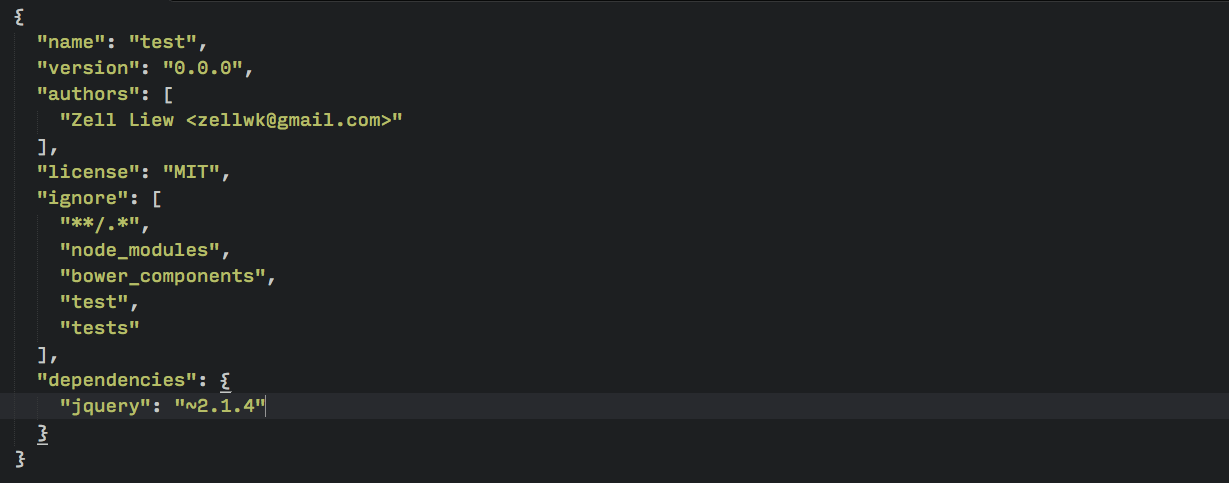 {
  "name": "test",
  "version": "0.0.0",
  "authors": [
    "Zell Liew <zellwk@gmail.com>"
  ],
  "license": "MIT",
  "ignore": [
    "**/.*",
    "node_modules",
    "bower_components",
    "test",
    "tests"
  ],
  "dependencies": {
    "jquery": "~2.1.4"
  }
}